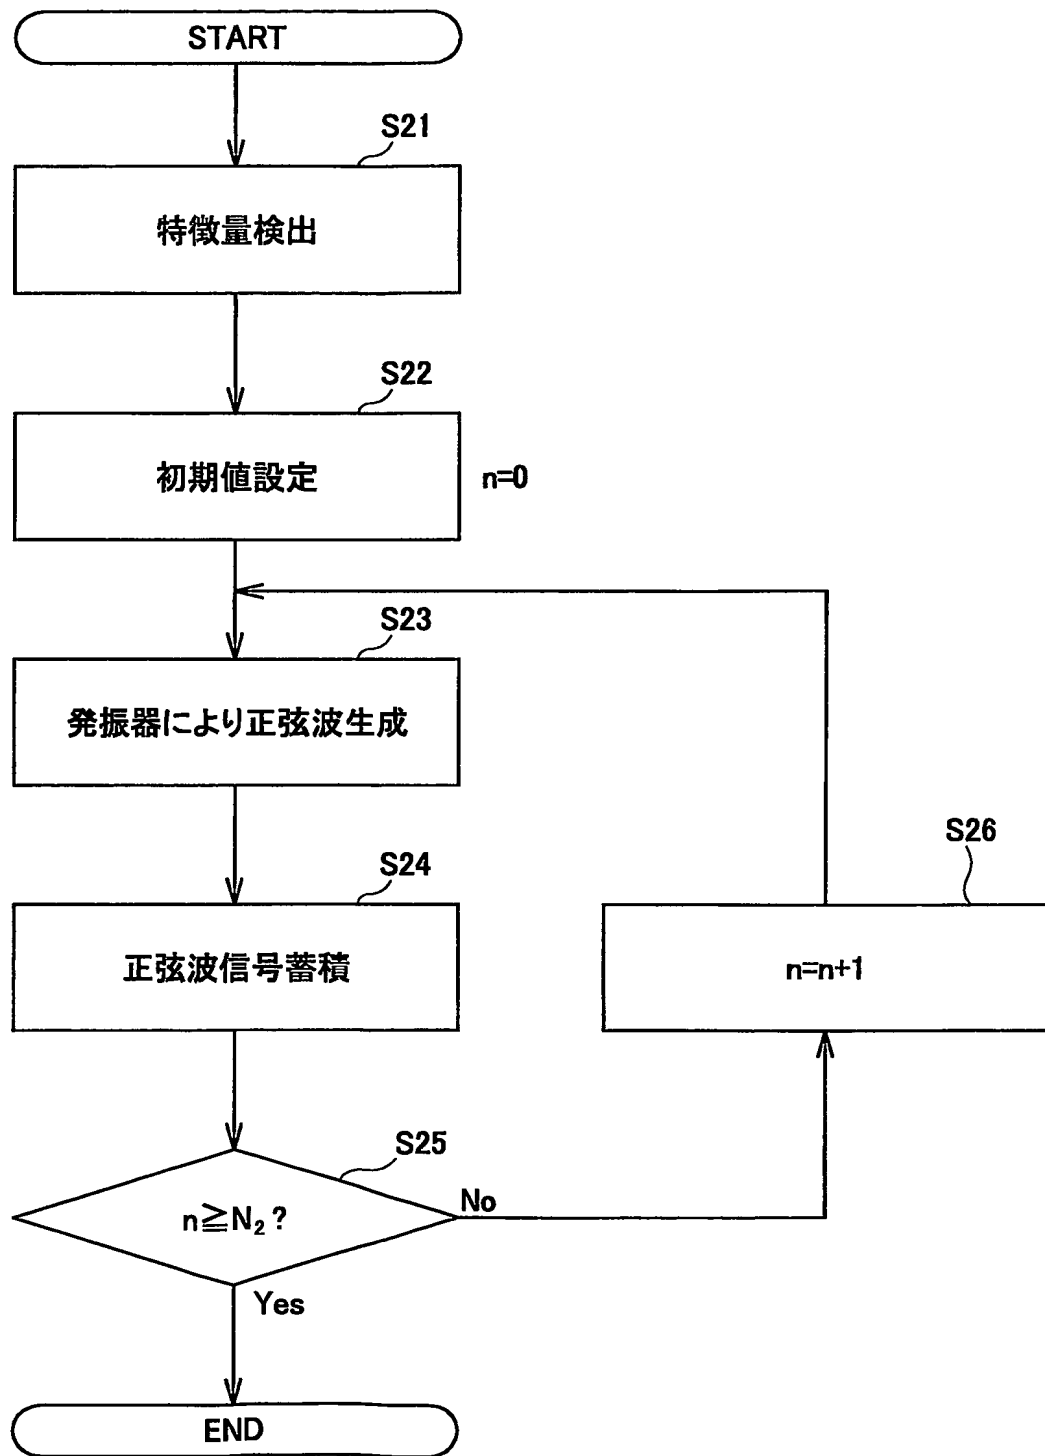 START
S21
特徴量検出
S22
初期値設定
n=0
S23
発振器により正弦波生成
S24
正弦波信号蓄積
S26
n=n+1
S25
n≧N₂?
No
Yes
END